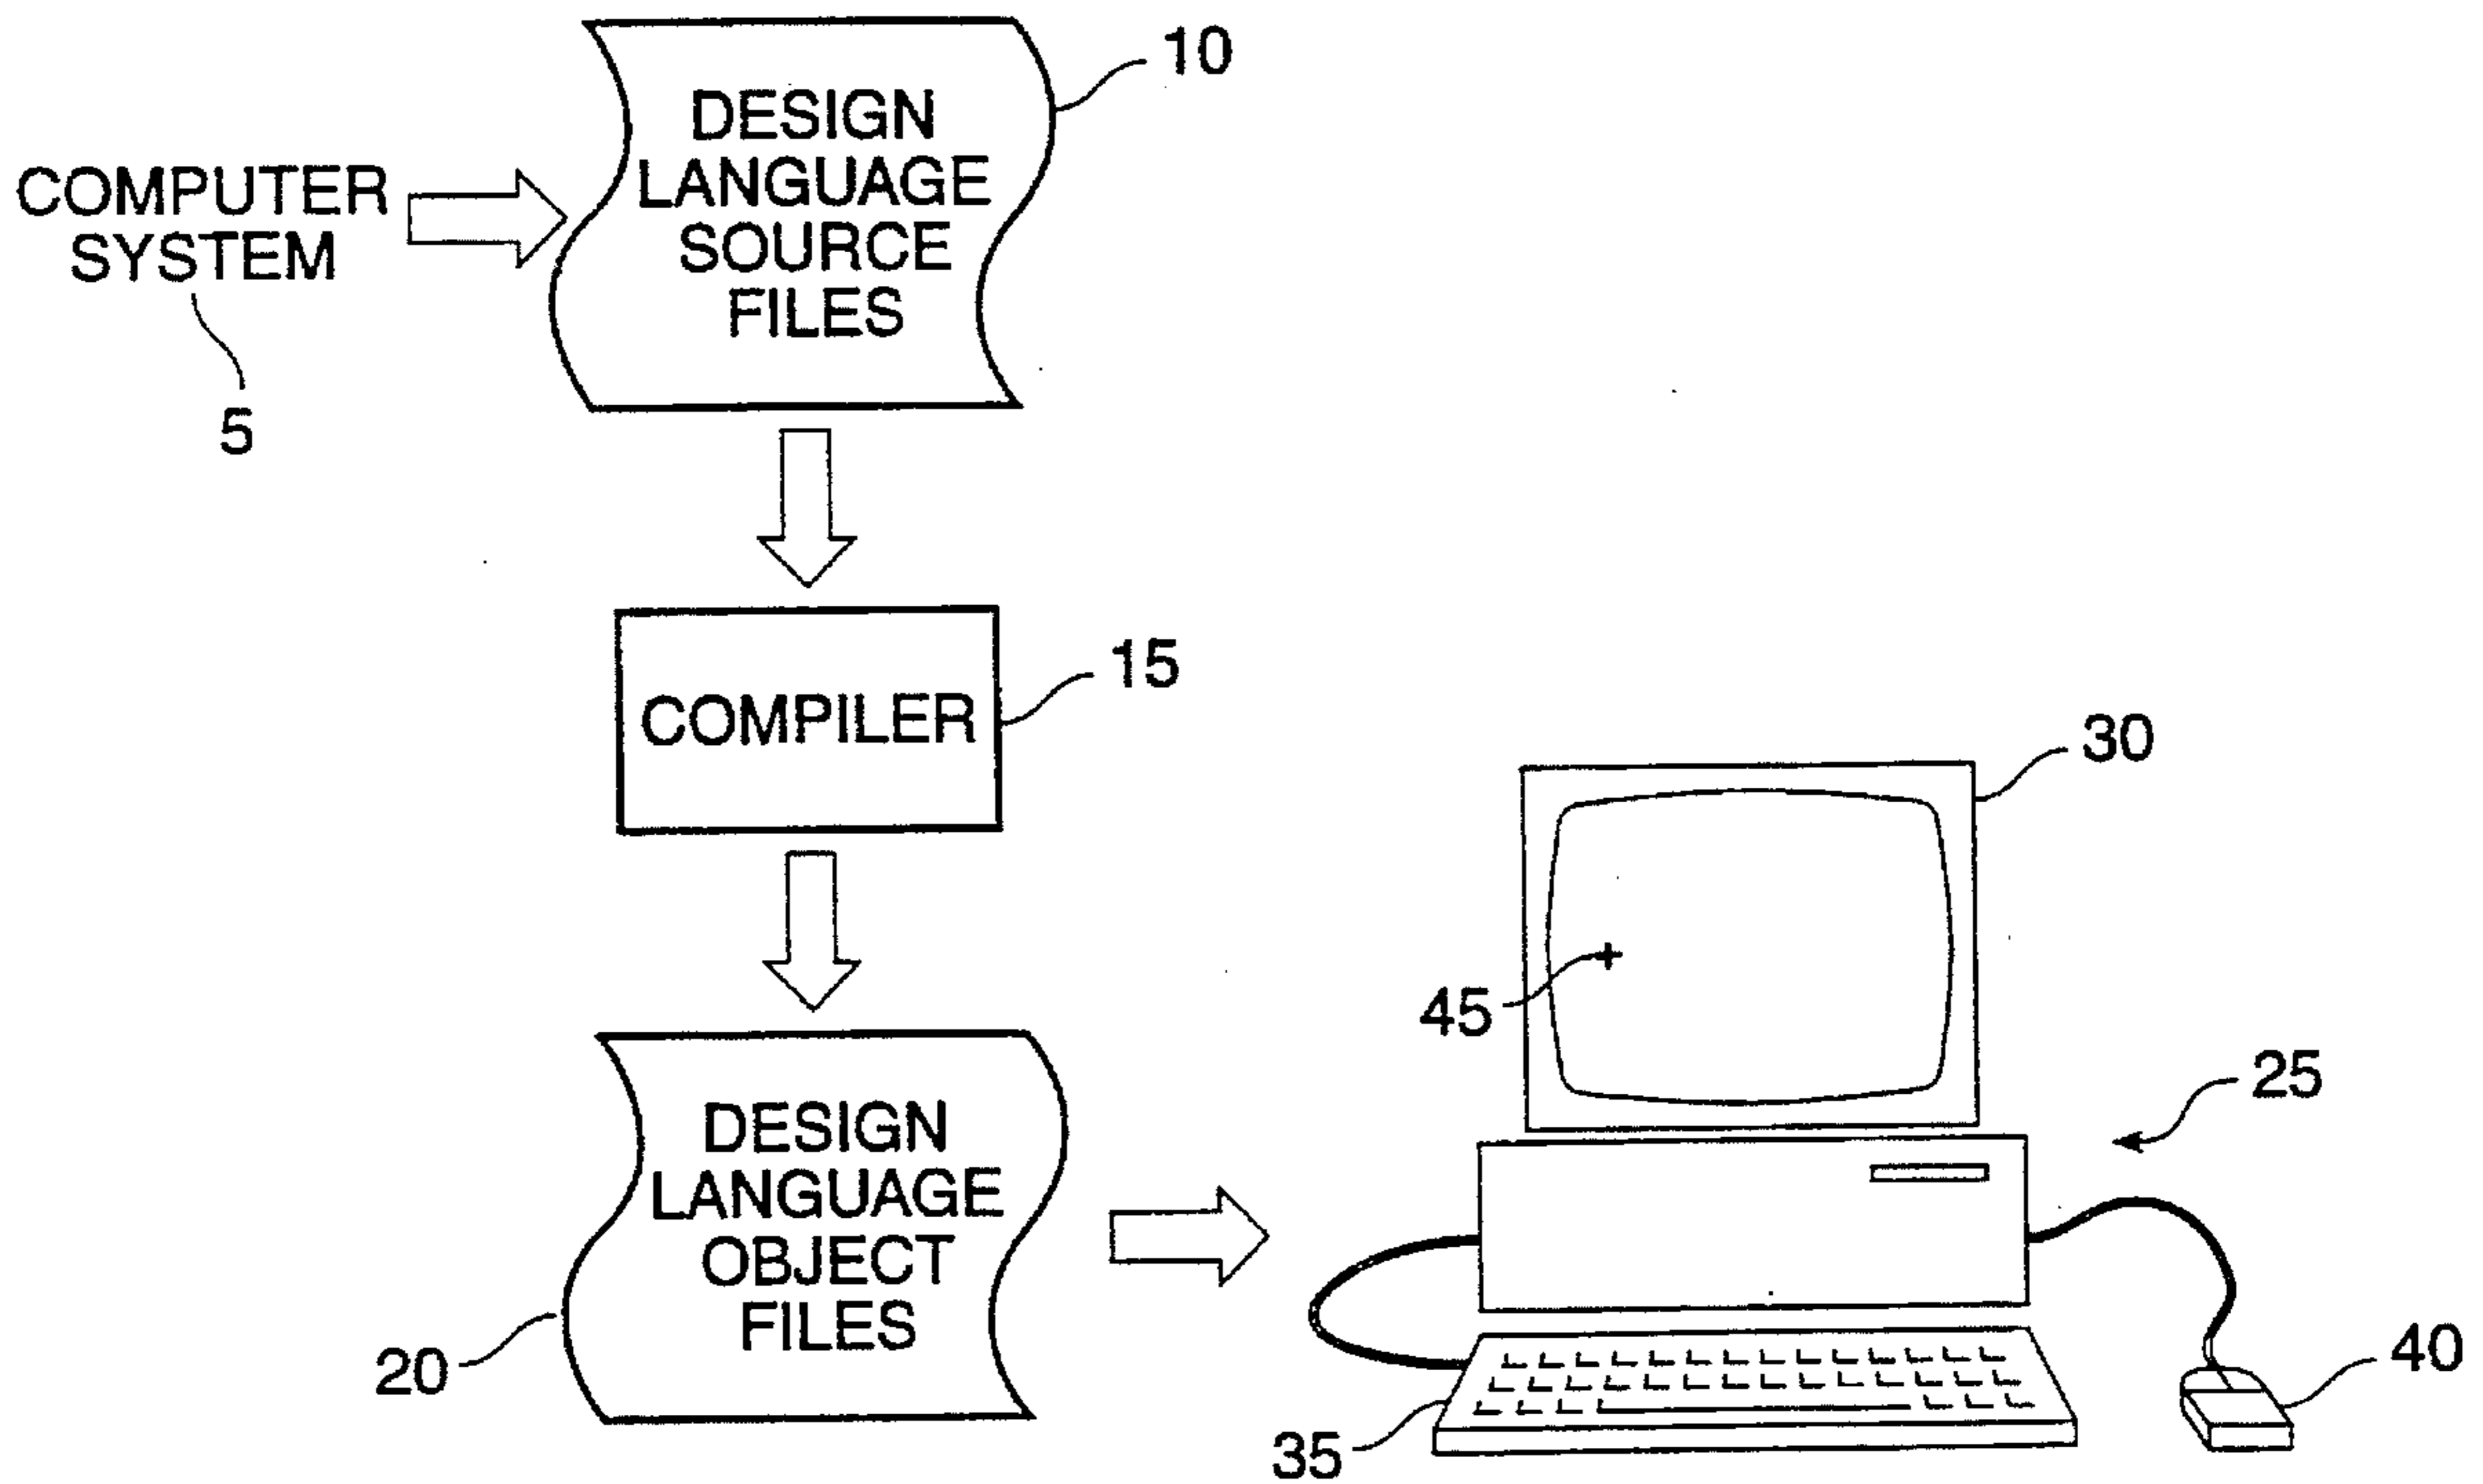 10
DESIGN
LANGUAGE
SOURCE
FILES
COMPUTER
SYSTEM
5
15
COMPILER
30
45
25
DESIGN
LANGUAGE
OBJECT
FILES
20
35
40